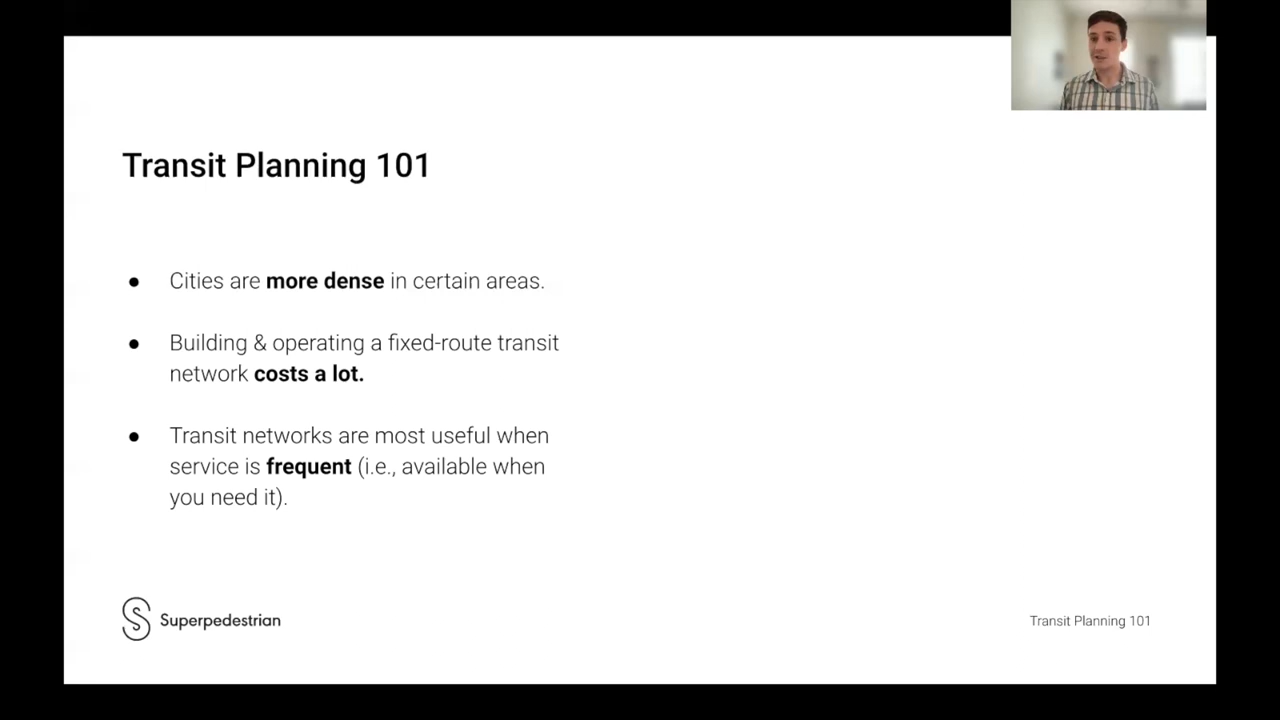 Transit Planning 101
● Cities are more dense in certain areas.
● Building & operating a fixed-route transit
network costs a lot.
● Transit networks are most useful when
service is frequent (i.e., available when
you need it).
Superpedestrian
Transit Planning 101